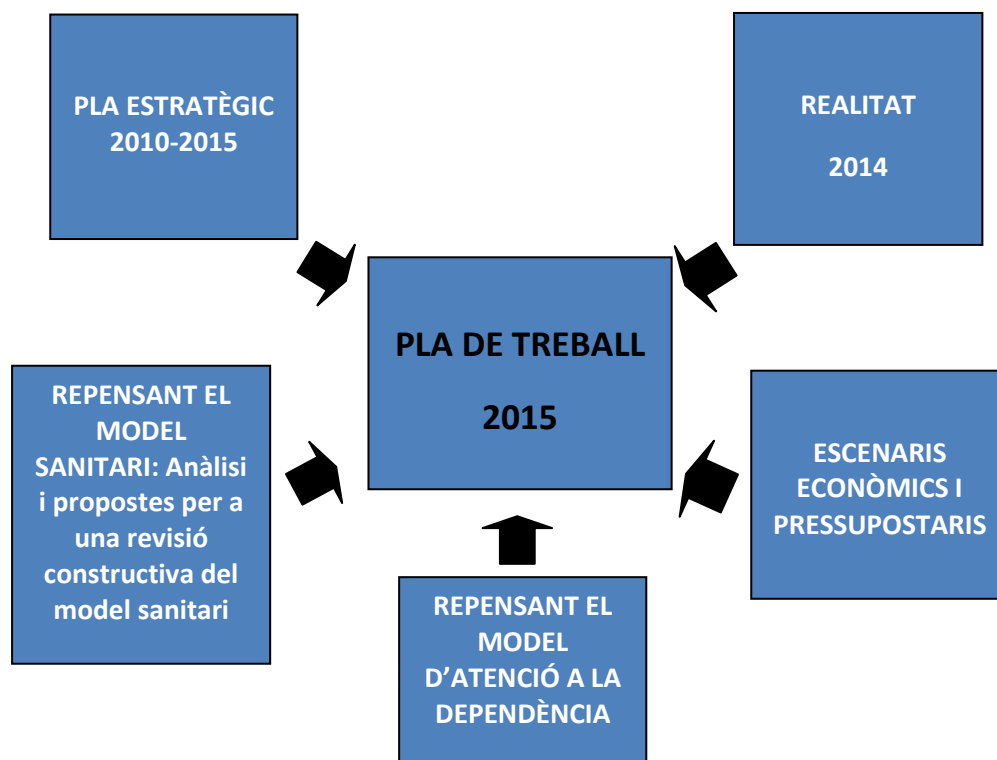 PLA ESTRATÈGIC
2010-2015
REALITAT
2014
PLA DE TREBALL
2015
REPENSANT EL
MODEL
SANITARI: Anàlisi
i propostes per a
una revisió
constructiva del
model sanitari
ESCENARIS
ECONÒMICS I
PRESSUPOSTARIS
REPENSANT EL
MODEL
D’ATENCIÓ A LA
DEPENDÈNCIA